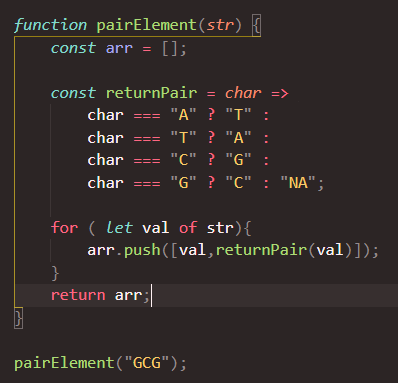 function pairElement(str) {
    const arr = [];

    const returnPair = char =>
        char === "A" ? "T" :
        char === "T" ? "A" :
        char === "C" ? "G" :
        char === "G" ? "C" : "NA";

    for ( let val of str){
        arr.push([val,returnPair(val)]);
    }
    return arr;
}

pairElement("GCG");